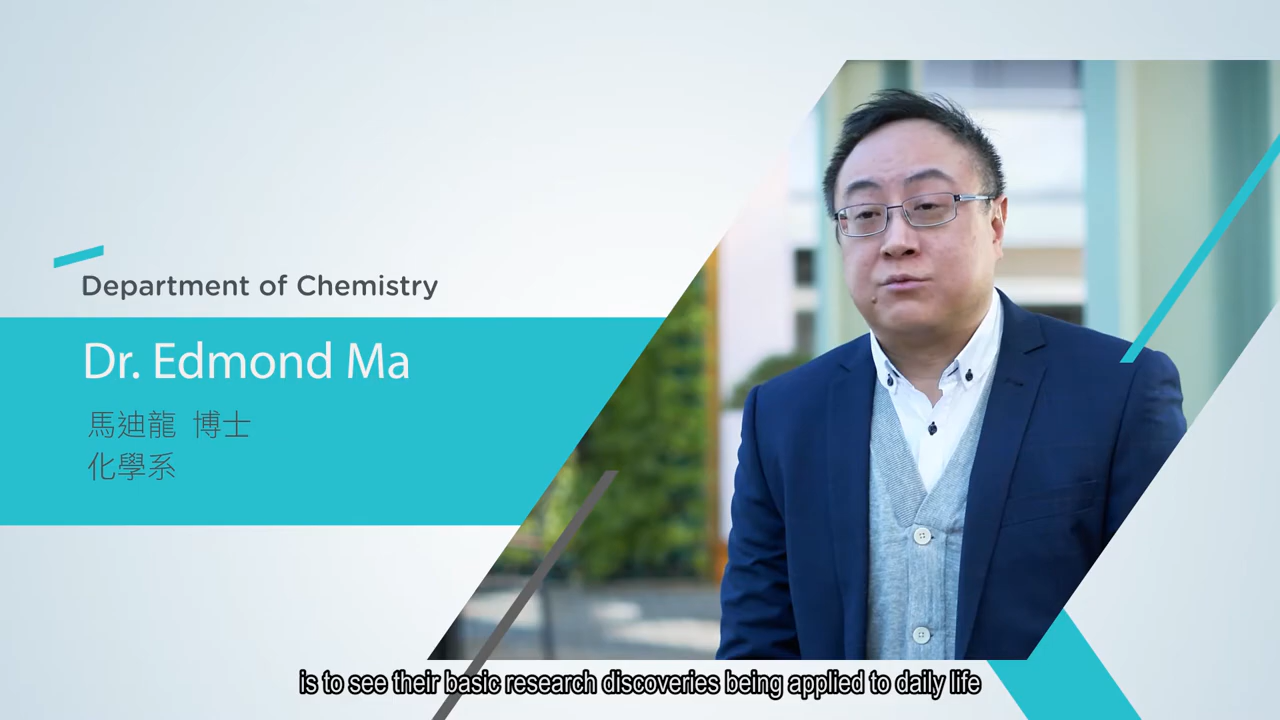 Department of Chemistry
Dr. Edmond Ma
馬迪龍 博士
化學系
is to see their basic research discoveries being applied to daily life